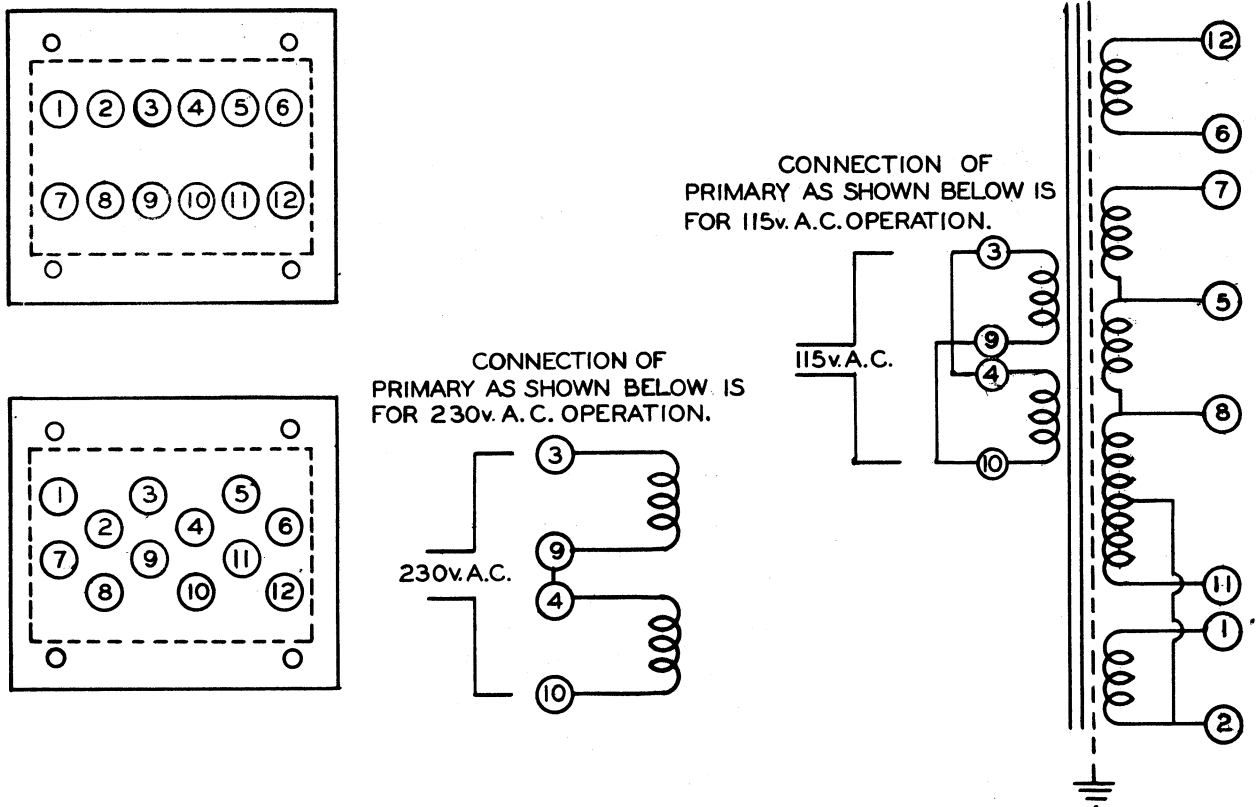 1 2 3 4 5 6
7 8 9 10 11 12
CONNECTION OF
PRIMARY AS SHOWN BELOW IS
FOR 230v. A.C. OPERATION.
1 3 5
2 4 6
7 9 11
8 10 12
3
9
230v. A.C.
4
10
CONNECTION OF
PRIMARY AS SHOWN BELOW IS
FOR 115v. A.C. OPERATION.
3
9
115v. A.C.
4
10
12
6
7
5
8
11
1
2